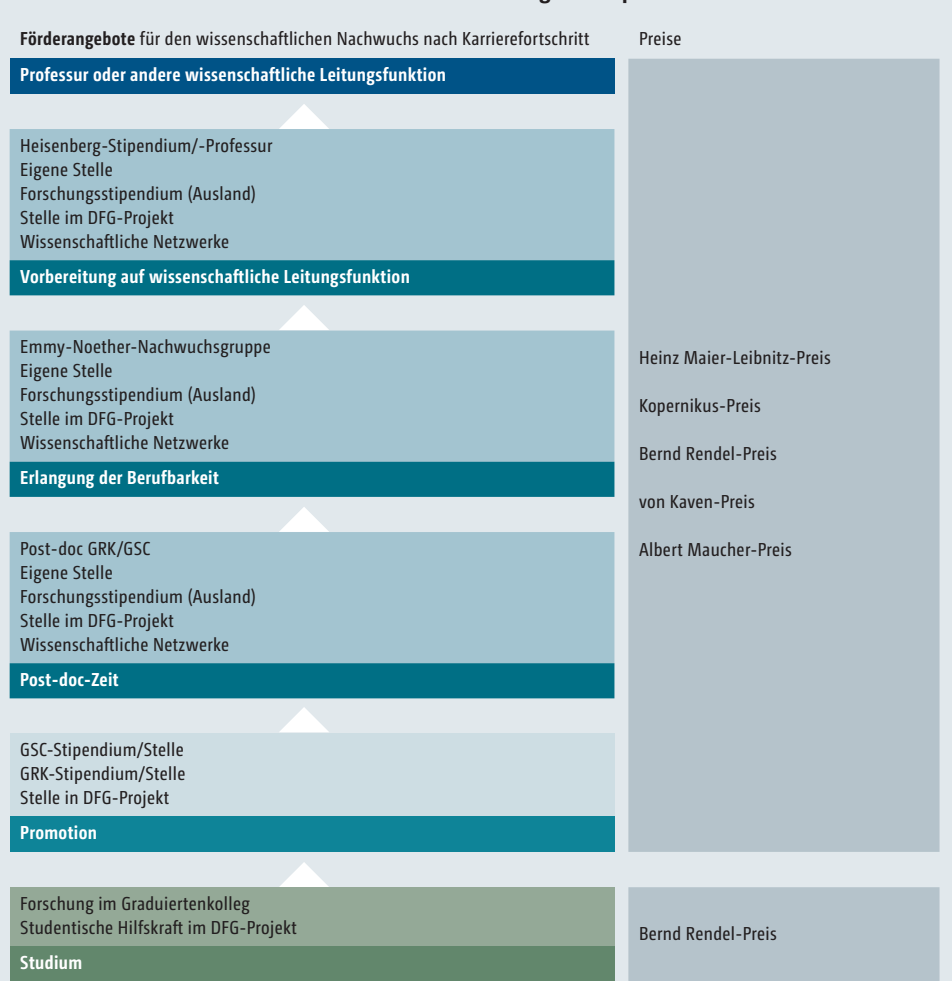 Förderangebote für den wissenschaftlichen Nachwuchs nach Karrierefortschritt
Preise
Professur oder andere wissenschaftliche Leitungsfunktion
Heisenberg-Stipendium/-Professur
Eigene Stelle
Forschungsstipendium (Ausland)
Stelle im DFG-Projekt
Wissenschaftliche Netzwerke
Vorbereitung auf wissenschaftliche Leitungsfunktion
Emmy-Noether-Nachwuchsgruppe
Eigene Stelle
Forschungsstipendium (Ausland)
Stelle im DFG-Projekt
Wissenschaftliche Netzwerke
Erlangung der Berufbarkeit
Post-doc GRK/GSC
Eigene Stelle
Forschungsstipendium (Ausland)
Stelle im DFG-Projekt
Wissenschaftliche Netzwerke
Post-doc-Zeit
GSC-Stipendium/Stelle
GRK-Stipendium/Stelle
Stelle in DFG-Projekt
Promotion
Heinz Maier-Leibnitz-Preis
Kopernikus-Preis
Bernd Rendel-Preis
von Kaven-Preis
Albert Maucher-Preis
Forschung im Graduiertenkolleg
Studentische Hilfskraft im DFG-Projekt
Studium
Bernd Rendel-Preis